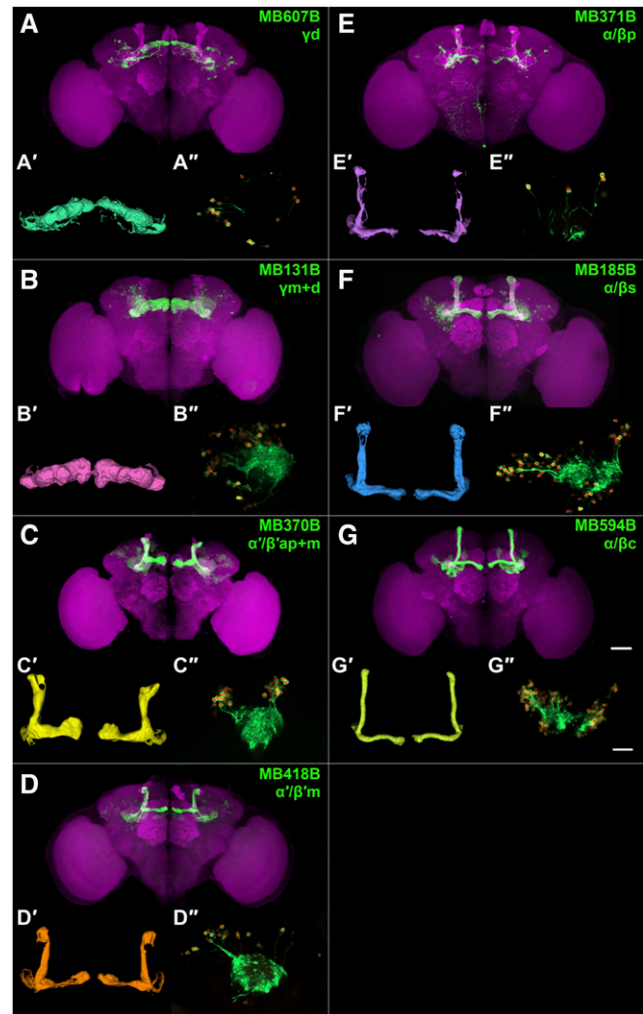 A
MB607B
γd
A′
A″
B
MB131B
γm+d
B′
B″
C
MB370B
α′/β′ap+m
C′
C″
D
MB418B
α′/β′m
D′
D″
E
MB371B
α/βp
E′
E″
F
MB185B
α/βs
F′
F″
G
MB594B
α/βc
G′
G″